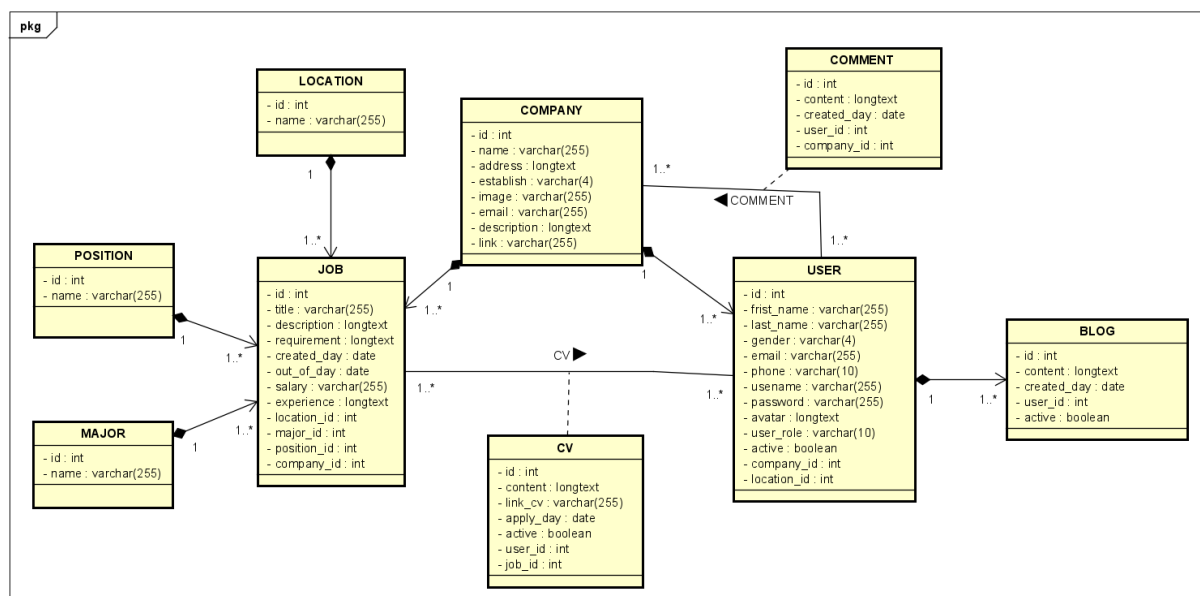 pkg
LOCATION
- id : int
- name : varchar(255)
1
1..*
COMPANY
- id : int
- name : varchar(255)
- address : longtext
- establish : varchar(4)
- image : varchar(255)
- email : varchar(255)
- description : longtext
- link : varchar(255)
COMMENT
- id : int
- content : longtext
- created_day : date
- user_id : int
- company_id : int
1..*
COMMENT
1..*
POSITION
- id : int
- name : varchar(255)
1
1..*
JOB
- id : int
- title : varchar(255)
- description : longtext
- requirement : longtext
- created_day : date
- out_of_day : date
- salary : varchar(255)
- experience : longtext
- location_id : int
- major_id : int
- position_id : int
- company_id : int
1
1..*
1
1..*
USER
- id : int
- frist_name : varchar(255)
- last_name : varchar(255)
- gender : varchar(4)
- email : varchar(255)
- phone : varchar(10)
- usename : varchar(255)
- password : varchar(255)
- avatar : longtext
- user_role : varchar(10)
- active : boolean
- company_id : int
- location_id : int
BLOG
- id : int
- content : longtext
- created_day : date
- user_id : int
- active : boolean
1
1..*
CV
1..*
1..*
MAJOR
- id : int
- name : varchar(255)
1
1..*
CV
- id : int
- content : longtext
- link_cv : varchar(255)
- apply_day : date
- active : boolean
- user_id : int
- job_id : int